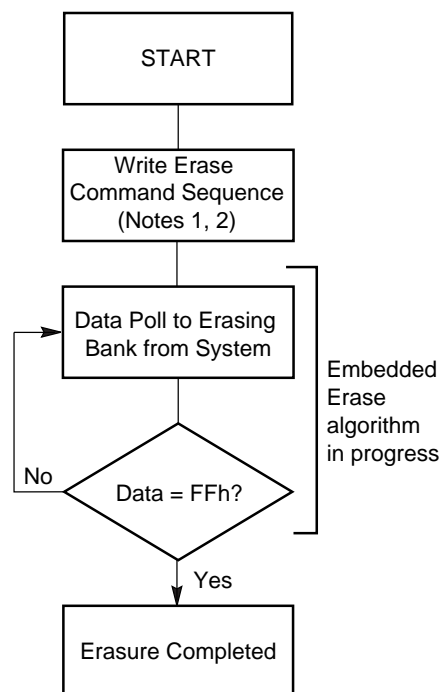 START
Write Erase
Command Sequence
(Notes 1, 2)
Data Poll to Erasing
Bank from System
Embedded
Erase
algorithm
in progress
No
Data = FFh?
Yes
Erasure Completed